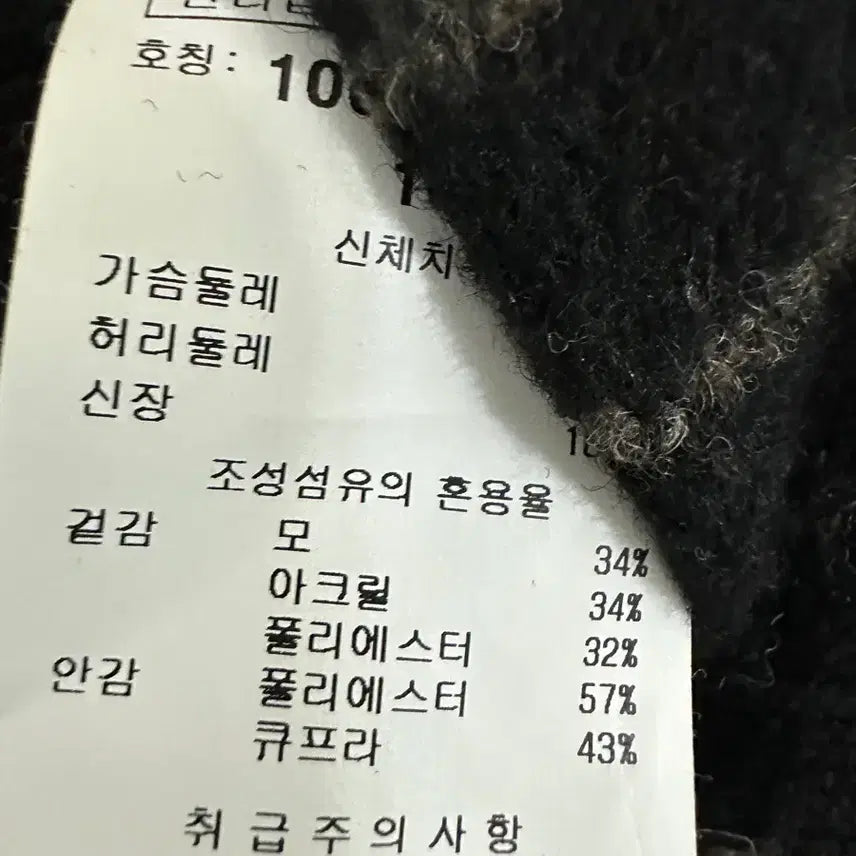 호칭:
신체치
가슴둘레
허리둘레
신장
조성섬유의 혼용율
겉감 모 34%
아크릴 34%
폴리에스터 32%
안감 폴리에스터 57%
큐프라 43%
취급주의사항